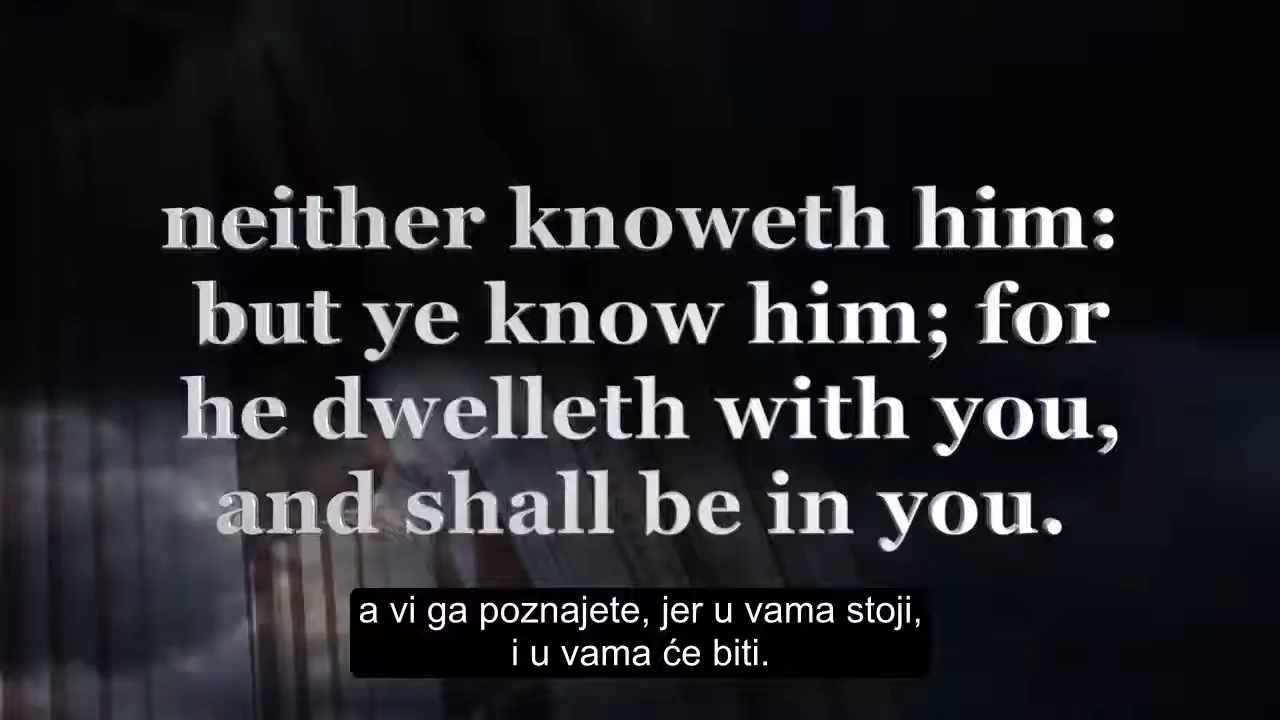 neither knoweth him:
but ye know him; for
he dwelleth with you,
and shall be in you.
a vi ga poznajete, jer u vama stoji,
i u vama će biti.